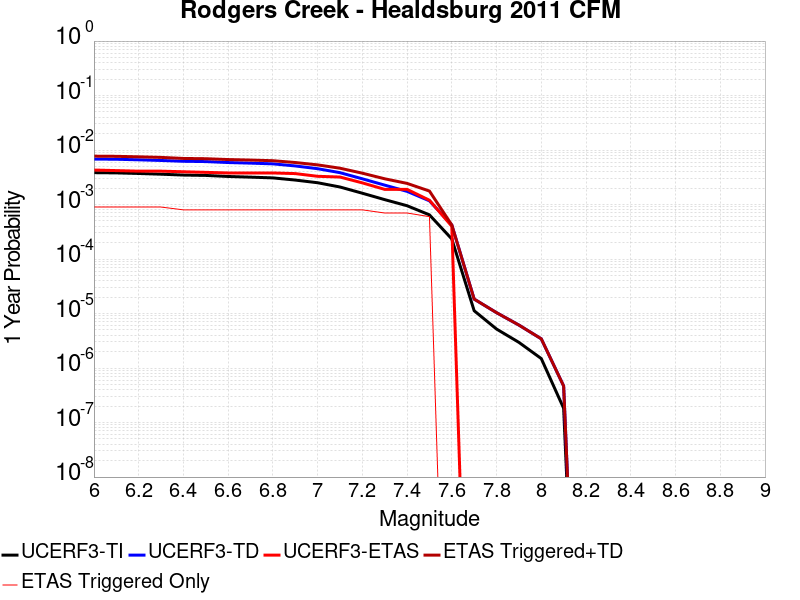 Rodgers Creek - Healdsburg 2011 CFM
1 Year Probability
10^0
10^-1
10^-2
10^-3
10^-4
10^-5
10^-6
10^-7
10^-8
6 6.2 6.4 6.6 6.8 7 7.2 7.4 7.6 7.8 8 8.2 8.4 8.6 8.8 9
Magnitude
UCERF3-TI UCERF3-TD UCERF3-ETAS ETAS Triggered+TD
ETAS Triggered Only